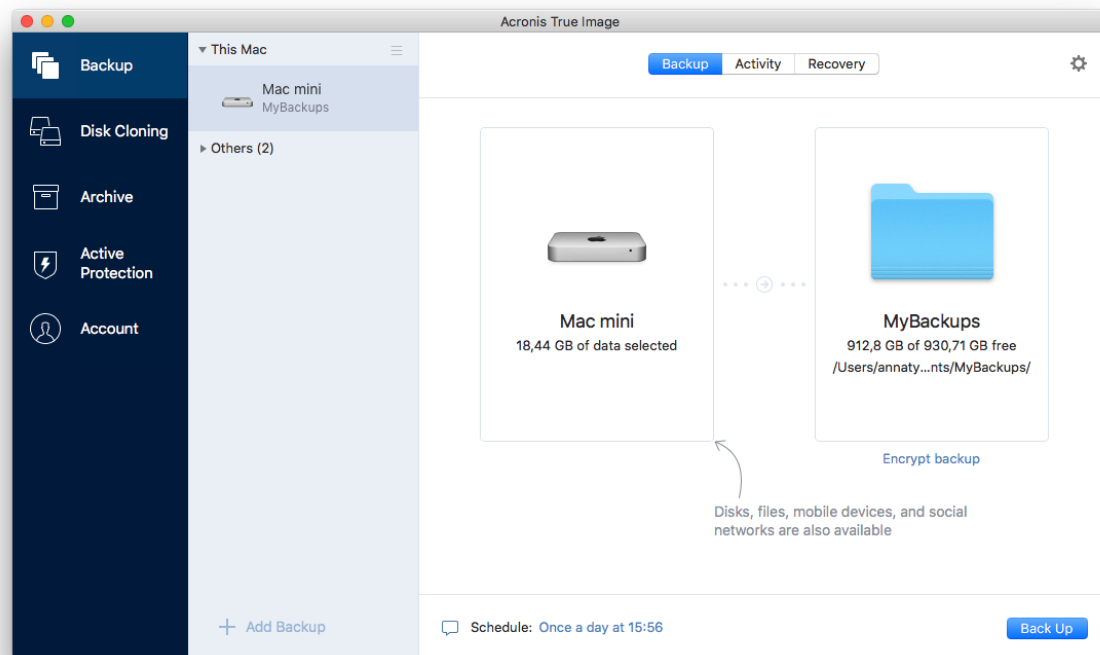 Acronis True Image
Backup
Disk Cloning
Archive
Active
Protection
Account
This Mac
Mac mini
MyBackups
Others (2)
Add Backup
Backup
Activity
Recovery
Mac mini
18,44 GB of data selected
MyBackups
912,8 GB of 930,71 GB free
/Users/annaty...nts/MyBackups/
Encrypt backup
Disks, files, mobile devices, and social
networks are also available
Schedule: Once a day at 15:56
Back Up